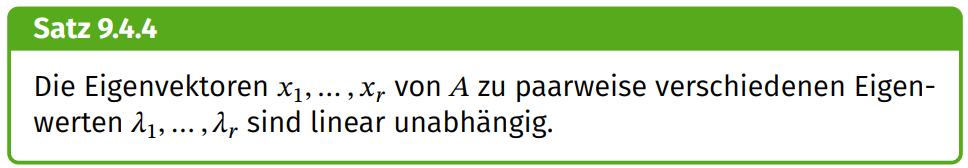 Satz 9.4.4
Die Eigenvektoren x₁, … , xᵣ von A zu paarweise verschiedenen Eigen-
werten λ₁, … , λᵣ sind linear unabhängig.